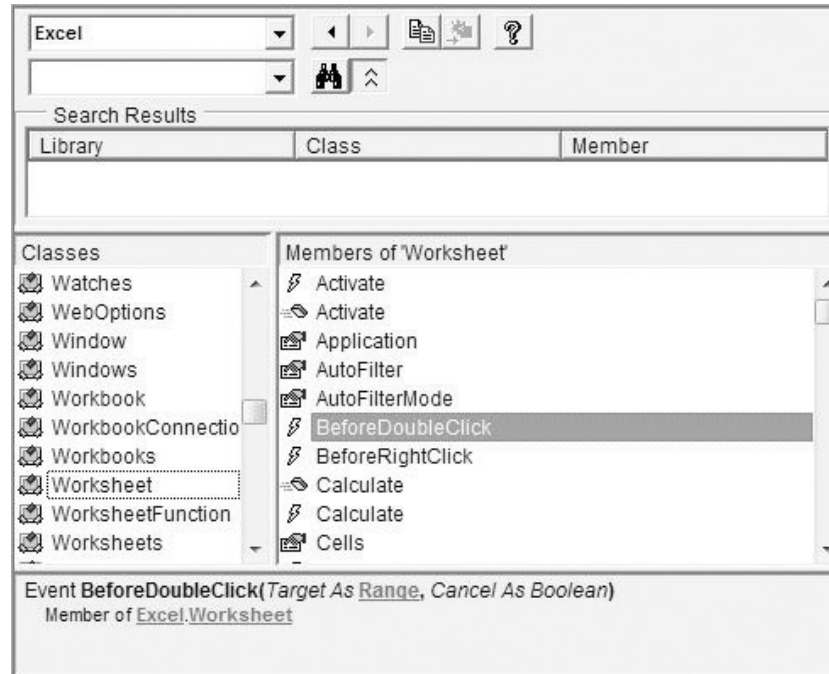 Excel
Search Results
Library Class Member
Classes
Watches
WebOptions
Window
Windows
Workbook
WorkbookConnectio
Workbooks
Worksheet
WorksheetFunction
Worksheets
Members of 'Worksheet'
Activate
Activate
Application
AutoFilter
AutoFilterMode
BeforeDoubleClick
BeforeRightClick
Calculate
Calculate
Cells
Event BeforeDoubleClick(Target As Range, Cancel As Boolean)
Member of Excel.Worksheet